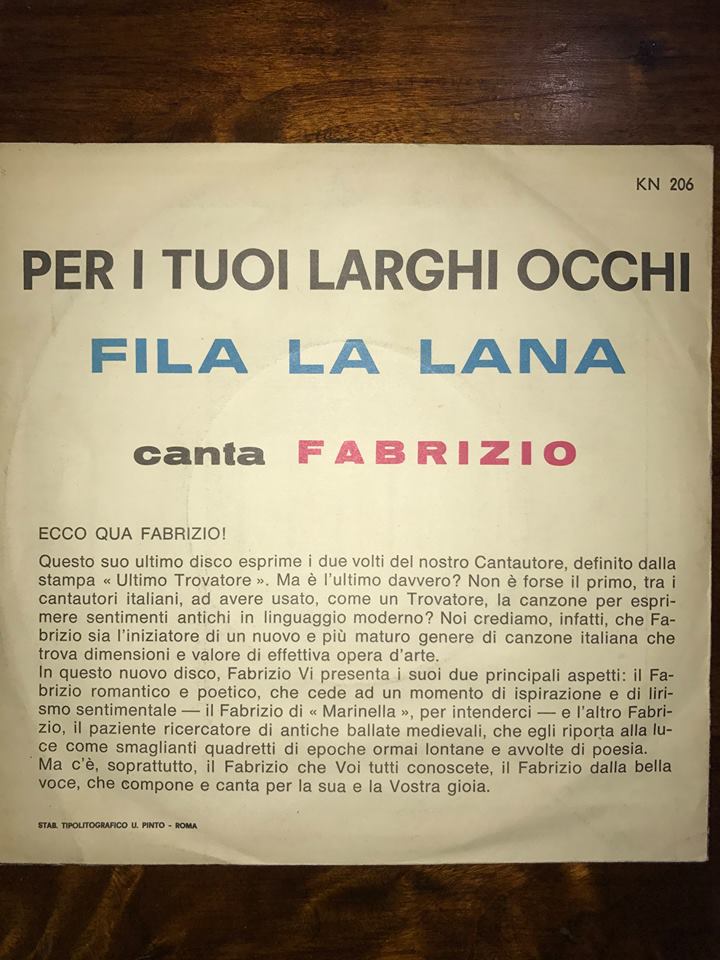 KN 206
PER I TUOI LARGHI OCCHI
FILA LA LANA
canta FABRIZIO
ECCO QUA FABRIZIO!
Questo suo ultimo disco esprime i due volti del nostro Cantautore, definito dalla
stampa « Ultimo Trovatore ». Ma è l'ultimo davvero? Non è forse il primo, tra i
cantautori italiani, ad avere usato, come un Trovatore, la canzone per espri-
mere sentimenti antichi in linguaggio moderno? Noi crediamo, infatti, che Fa-
brizio sia l'iniziatore di un nuovo e più maturo genere di canzone italiana che
trova dimensioni e valore di effettiva opera d'arte.
In questo nuovo disco, Fabrizio Vi presenta i suoi due principali aspetti: il Fa-
brizio romantico e poetico, che cede ad un momento di ispirazione e di liri-
smo sentimentale — il Fabrizio di « Marinella », per intenderci — e l'altro Fabri-
zio, il paziente ricercatore di antiche ballate medievali, che egli riporta alla lu-
ce come smaglianti quadretti di epoche ormai lontane e avvolte di poesia.
Ma c'è, soprattutto, il Fabrizio che Voi tutti conoscete, il Fabrizio dalla bella
voce, che compone e canta per la sua e la Vostra gioia.
STAB. TIPOLITOGRAFICO U. PINTO - ROMA